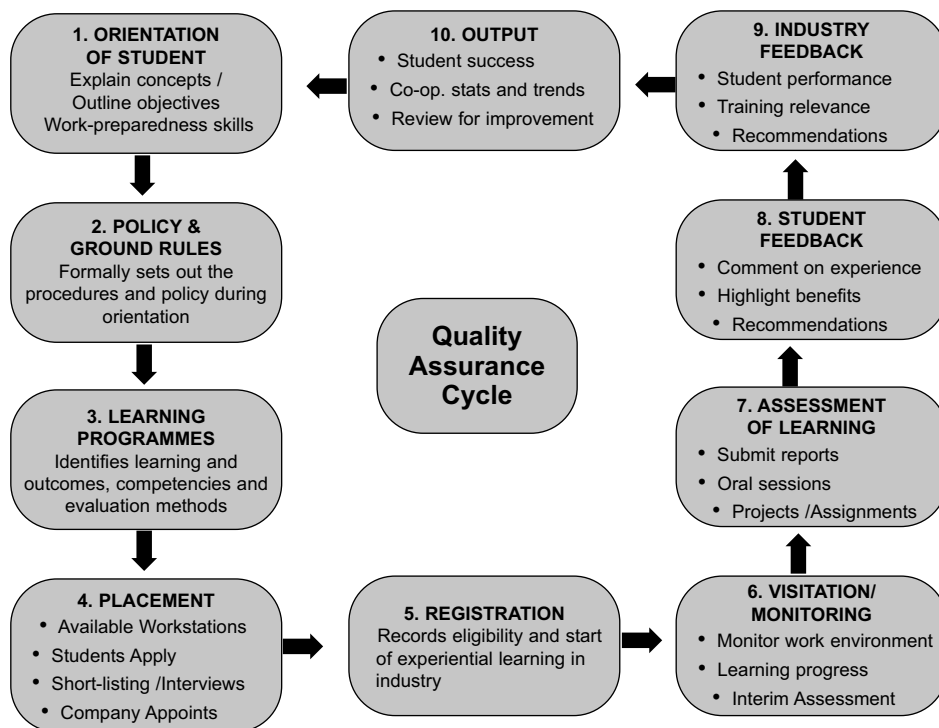 1. ORIENTATION
OF STUDENT
Explain concepts /
Outline objectives
Work-preparedness skills
2. POLICY &
GROUND RULES
Formally sets out the
procedures and policy during
orientation
3. LEARNING
PROGRAMMES
Identifies learning and
outcomes, competencies and
evaluation methods
4. PLACEMENT
• Available Workstations
• Students Apply
• Short-listing /Interviews
• Company Appoints
5. REGISTRATION
Records eligibility and start
of experiential learning in
industry
6. VISITATION/
MONITORING
• Monitor work environment
• Learning progress
• Interim Assessment
7. ASSESSMENT
OF LEARNING
• Submit reports
• Oral sessions
• Projects /Assignments
8. STUDENT
FEEDBACK
• Comment on experience
• Highlight benefits
• Recommendations
9. INDUSTRY
FEEDBACK
• Student performance
• Training relevance
• Recommendations
10. OUTPUT
• Student success
• Co-op. stats and trends
• Review for improvement
Quality
Assurance
Cycle